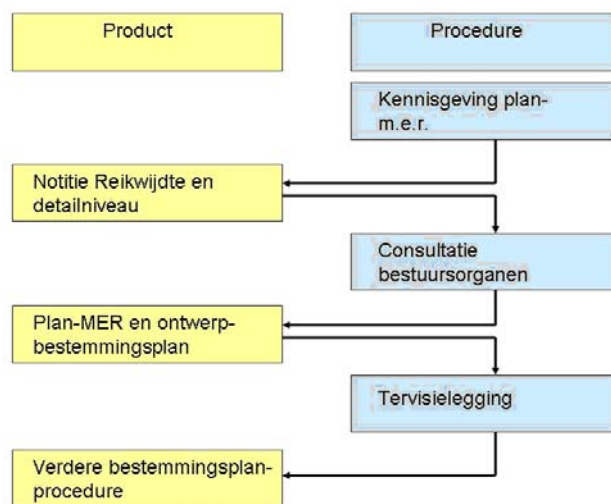 Product
Procedure
Kennisgeving plan-
m.e.r.
Notitie Reikwijdte en
detailniveau
Consultatie
bestuursorganen
Plan-MER en ontwerp-
bestemmingsplan
Tervisielegging
Verdere bestemmingsplan-
procedure